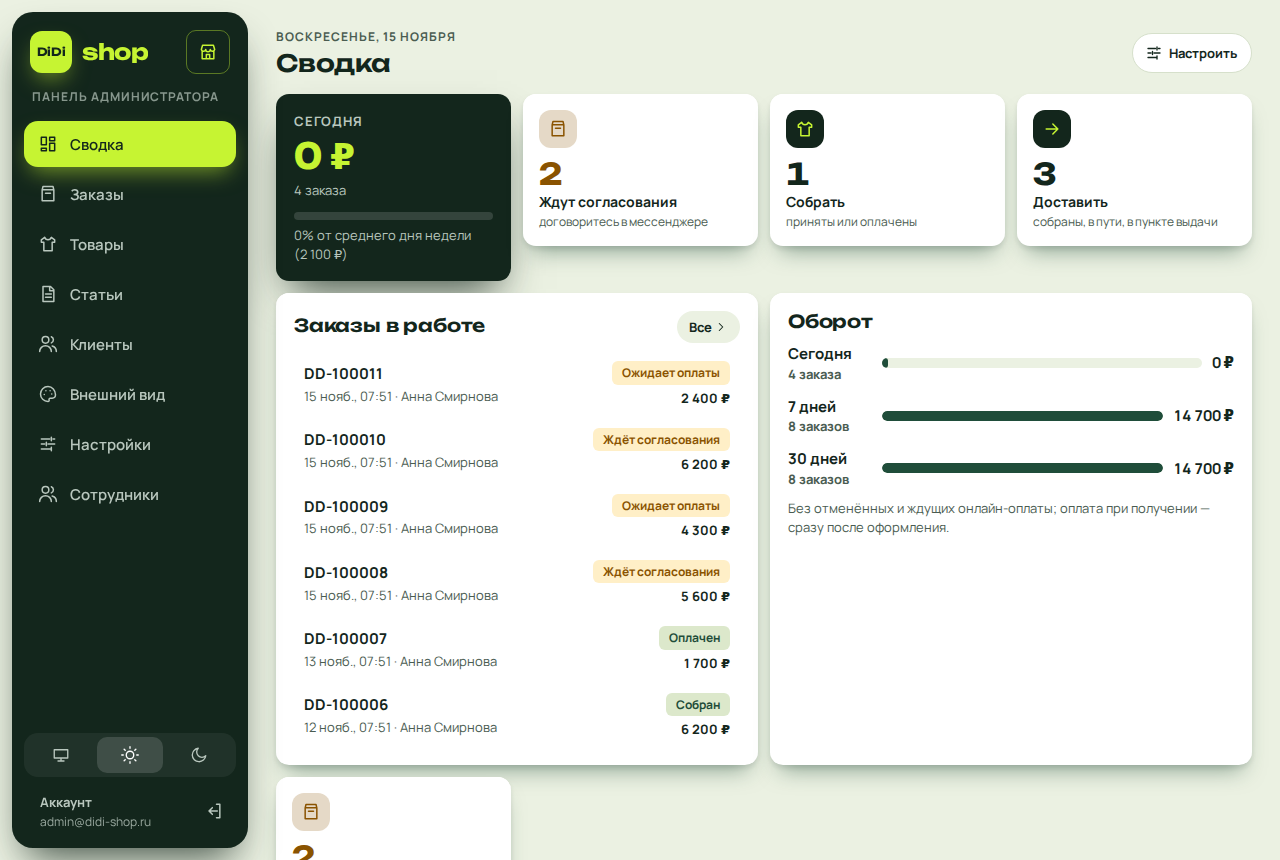 DiDi shop
ПАНЕЛЬ АДМИНИСТРАТОРА
Сводка
Заказы
Товары
Статьи
Клиенты
Внешний вид
Настройки
Сотрудники
Аккаунт
admin@didi-shop.ru
ВОСКРЕСЕНЬЕ, 15 НОЯБРЯ
Сводка
Настроить
СЕГОДНЯ
0 ₽
4 заказа
0% от среднего дня недели
(2 100 ₽)
2
Ждут согласования
договоритесь в мессенджере
1
Собрать
приняты или оплачены
3
Доставить
собраны, в пути, в пункте выдачи
Заказы в работе
Все
DD-100011
Ожидает оплаты
15 нояб., 07:51 · Анна Смирнова
2 400 ₽
DD-100010
Ждёт согласования
15 нояб., 07:51 · Анна Смирнова
6 200 ₽
DD-100009
Ожидает оплаты
15 нояб., 07:51 · Анна Смирнова
4 300 ₽
DD-100008
Ждёт согласования
15 нояб., 07:51 · Анна Смирнова
5 600 ₽
DD-100007
Оплачен
13 нояб., 07:51 · Анна Смирнова
1 700 ₽
DD-100006
Собран
12 нояб., 07:51 · Анна Смирнова
6 200 ₽
Оборот
Сегодня
4 заказа
0 ₽
7 дней
8 заказов
14 700 ₽
30 дней
8 заказов
14 700 ₽
Без отменённых и ждущих онлайн-оплаты; оплата при получении —
сразу после оформления.
2